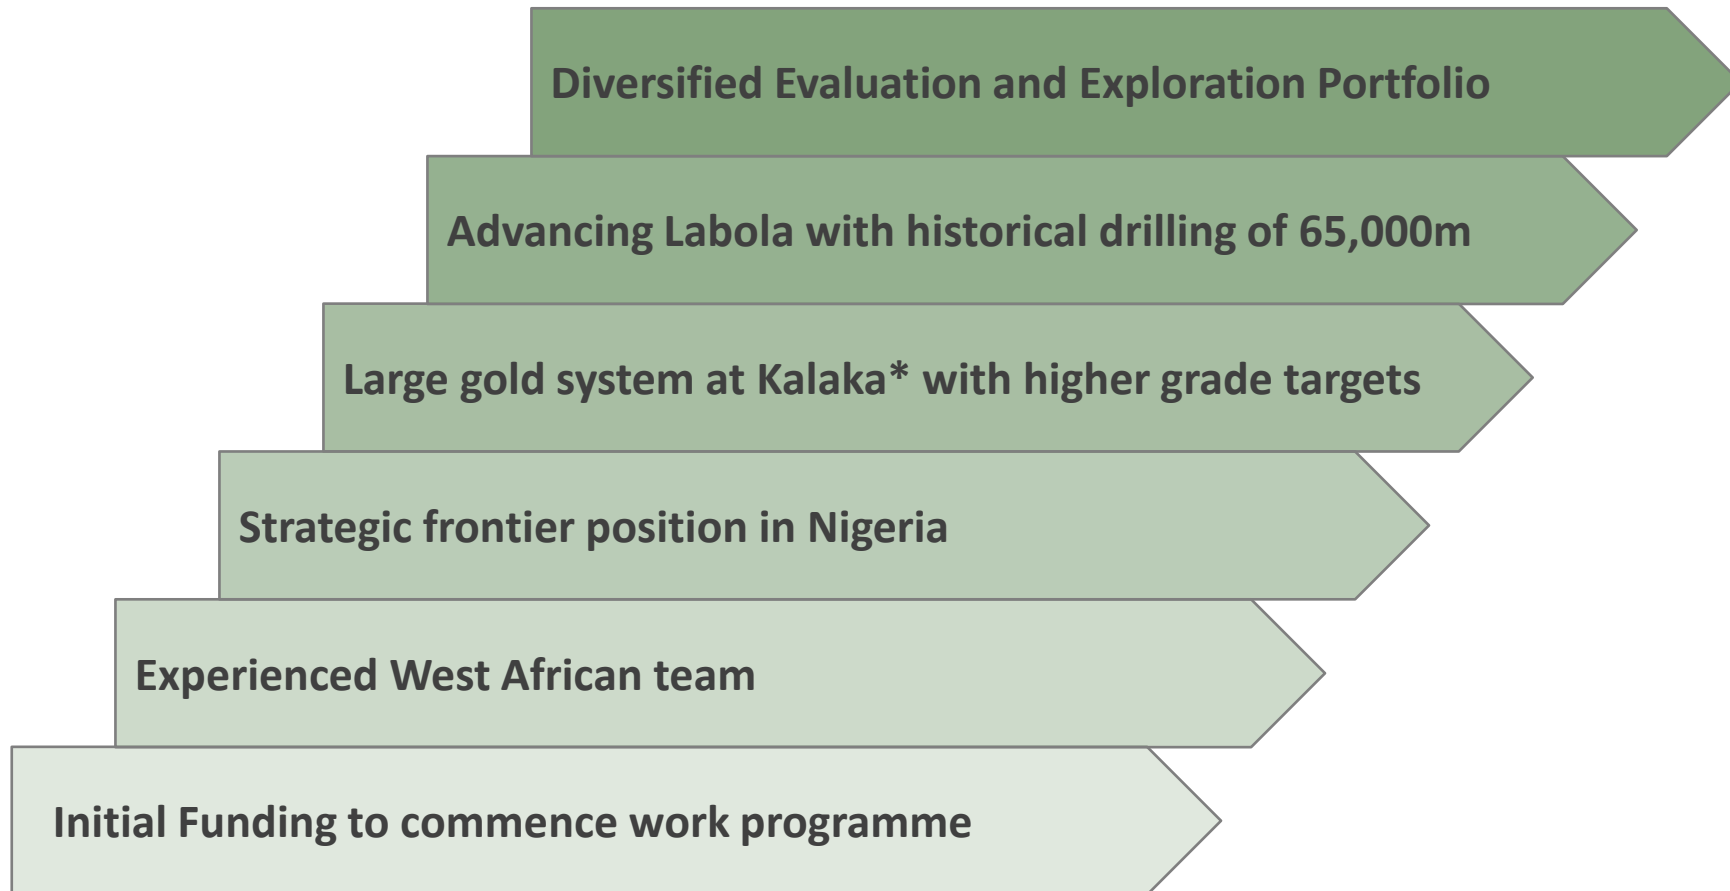 Diversified Evaluation and Exploration Portfolio
Advancing Labola with historical drilling of 65,000m
Large gold system at Kalaka* with higher grade targets
Strategic frontier position in Nigeria
Experienced West African team
Initial Funding to commence work programme